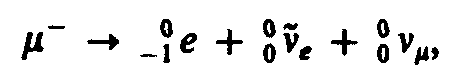 μ⁻ → ⁰₋₁e + ⁰₀ν̃ₑ + ⁰₀ν_μ,